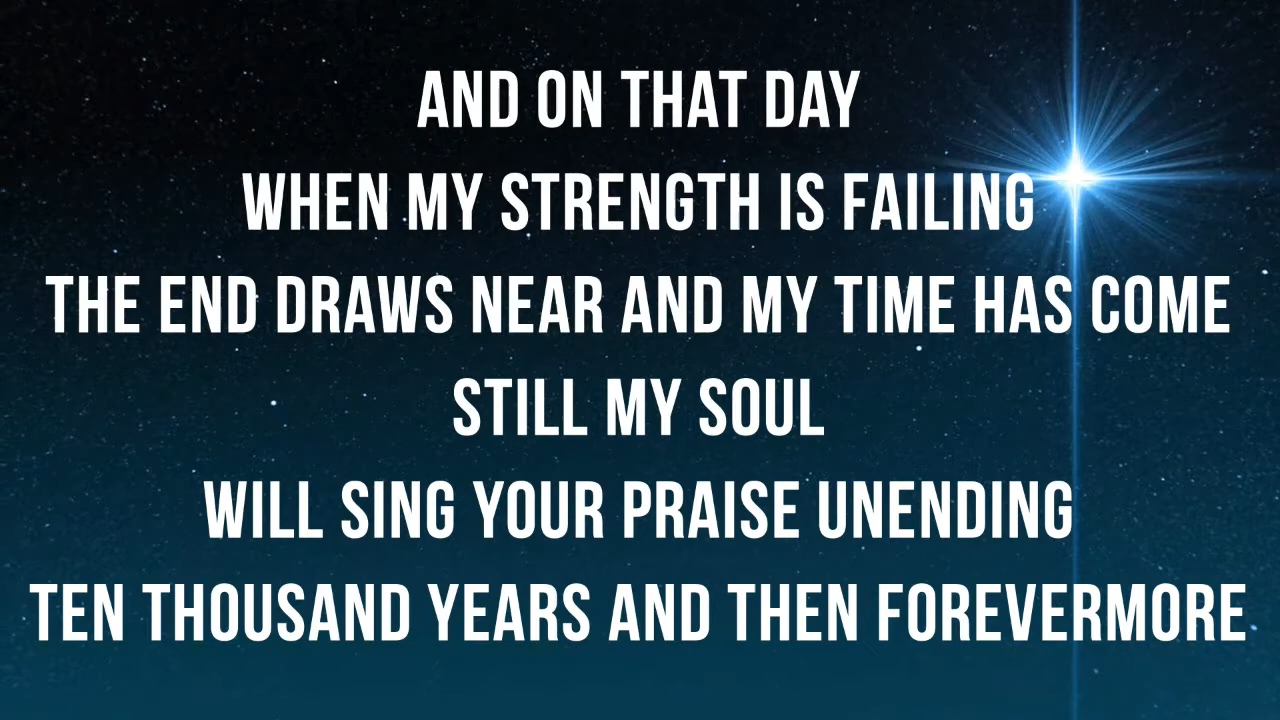 AND ON THAT DAY
WHEN MY STRENGTH IS FAILING
THE END DRAWS NEAR AND MY TIME HAS COME
STILL MY SOUL
WILL SING YOUR PRAISE UNENDING
TEN THOUSAND YEARS AND THEN FOREVERMORE